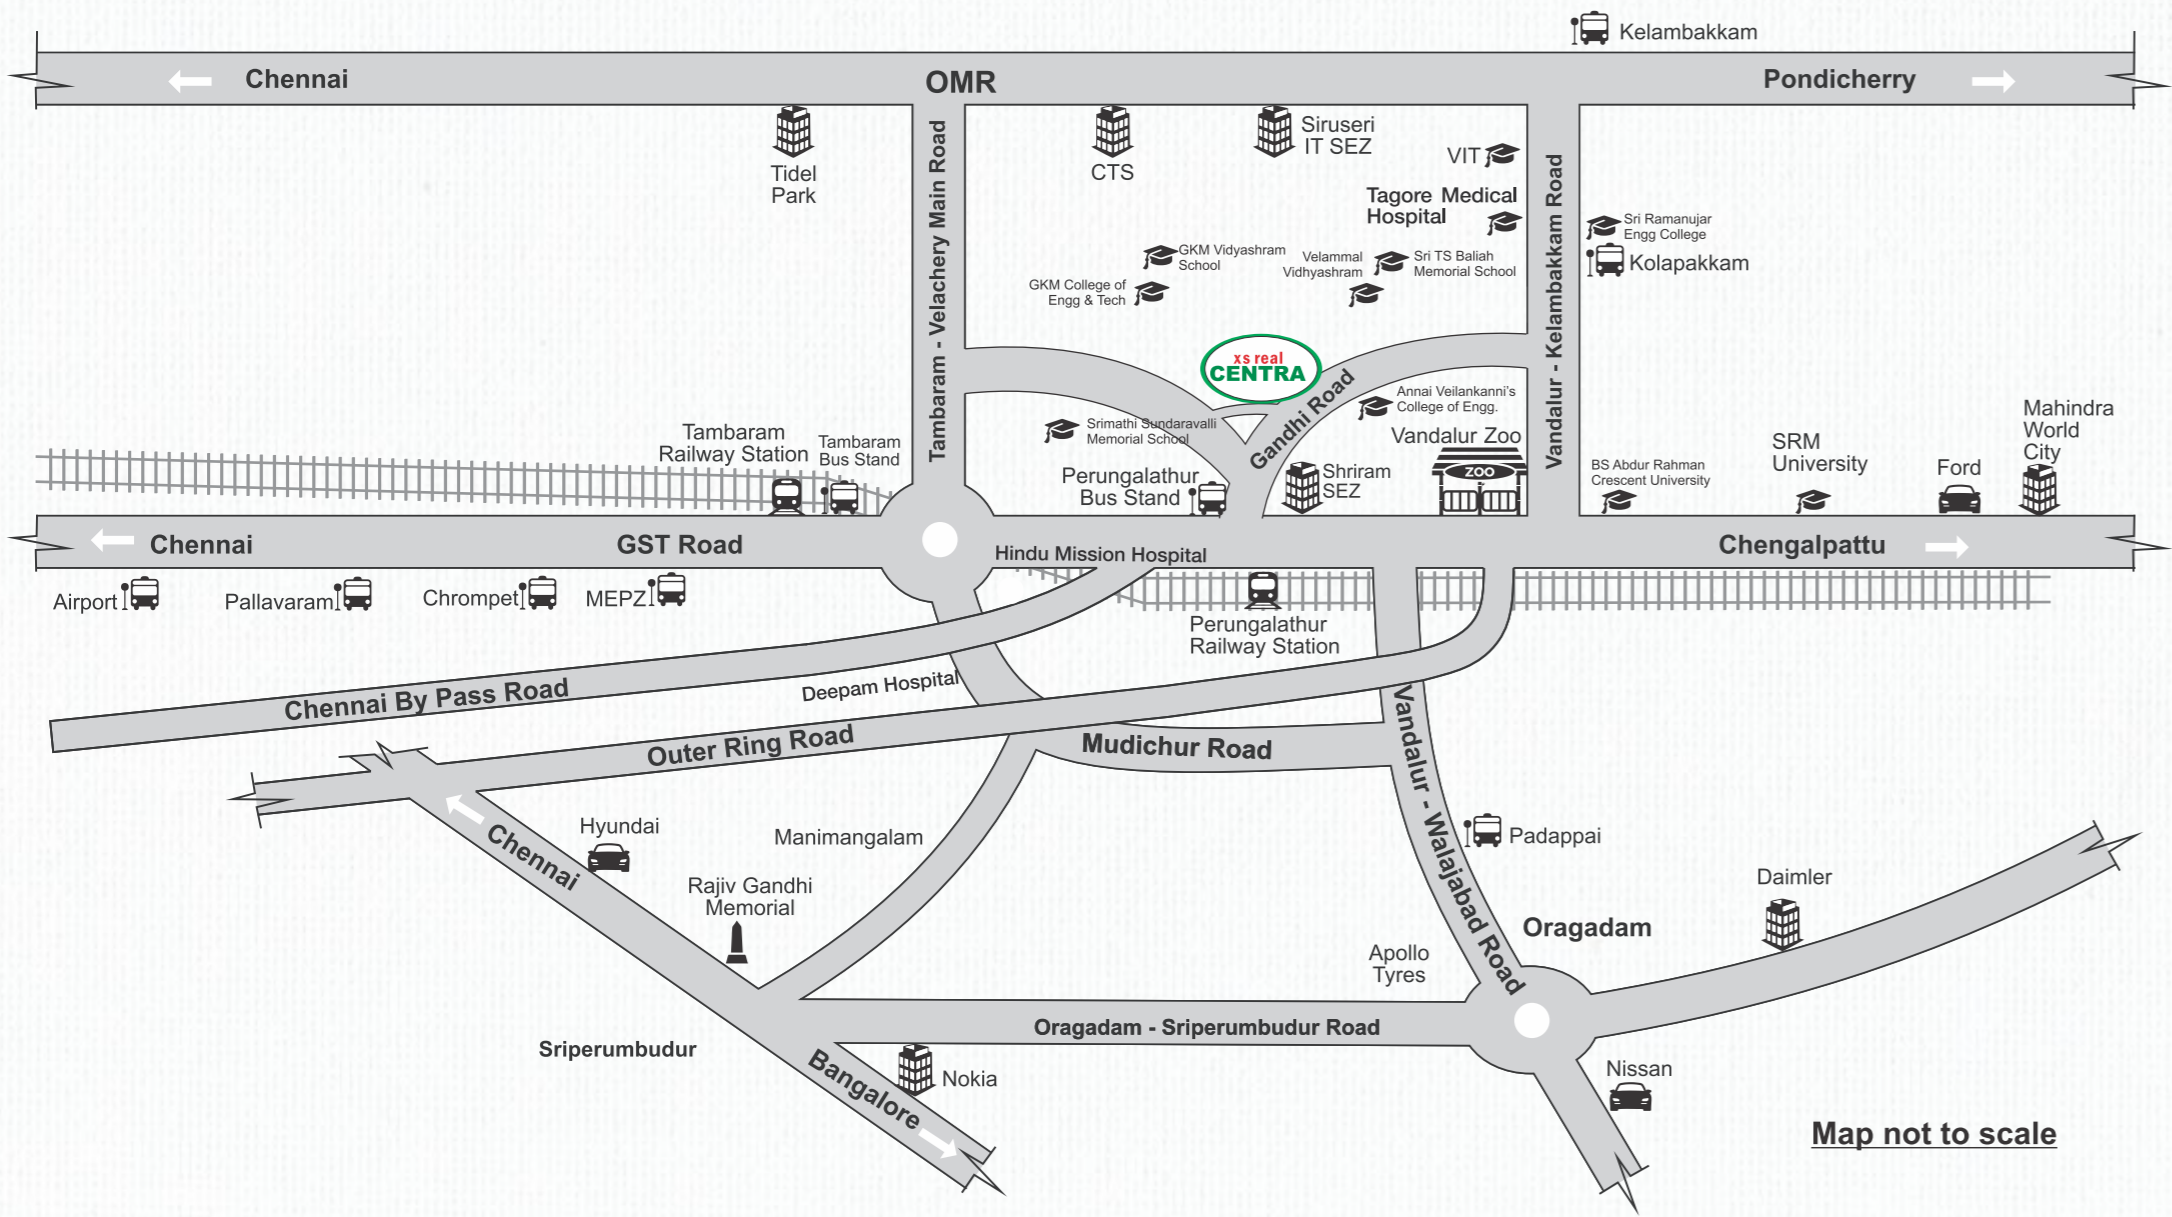 Kelambakkam
Chennai
OMR
Pondicherry
Tidel
Park
Tambaram - Velachery Main Road
CTS
Siruseri
IT SEZ
VIT
Tagore Medical
Hospital
Vandalur - Kelambakkam Road
Sri Ramanujar
Engg College
Kolapakkam
GKM Vidyashram
School
GKM College of
Engg & Tech
Velammal
Vidhyashram
Sri TS Baliah
Memorial School
xs real
CENTRA
Gandhi Road
Annai Veilankanni's
College of Engg.
Srimathi Sundaravalli
Memorial School
Vandalur Zoo
ZOO
Tambaram
Railway Station
Tambaram
Bus Stand
Perungalathur
Bus Stand
Shriram
SEZ
BS Abdur Rahman
Crescent University
SRM
University
Ford
Mahindra
World
City
Chennai
GST Road
Hindu Mission Hospital
Chengalpattu
Airport
Pallavaram
Chrompet
MEPZ
Perungalathur
Railway Station
Chennai By Pass Road
Deepam Hospital
Outer Ring Road
Mudichur Road
Vandalur - Walajabad Road
Chennai
Hyundai
Manimangalam
Rajiv Gandhi
Memorial
Padappai
Daimler
Oragadam
Apollo
Tyres
Oragadam - Sriperumbudur Road
Sriperumbudur
Bangalore
Nokia
Nissan
Map not to scale